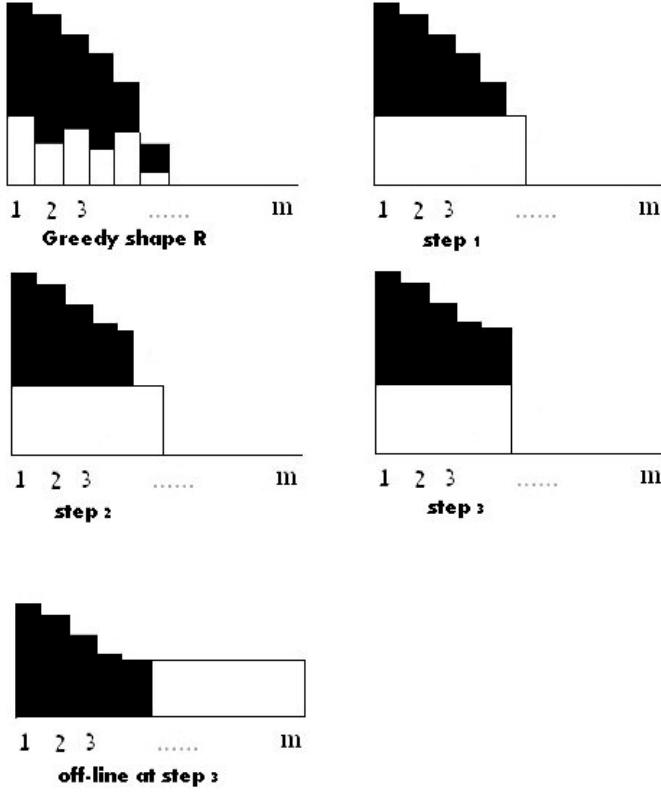 1 2 3 ...... m 1 2 3 ...... m
Greedy shape R step 1
1 2 3 ...... m 1 2 3 ...... m
step 2 step 3
1 2 3 ...... m
off-line at step 3